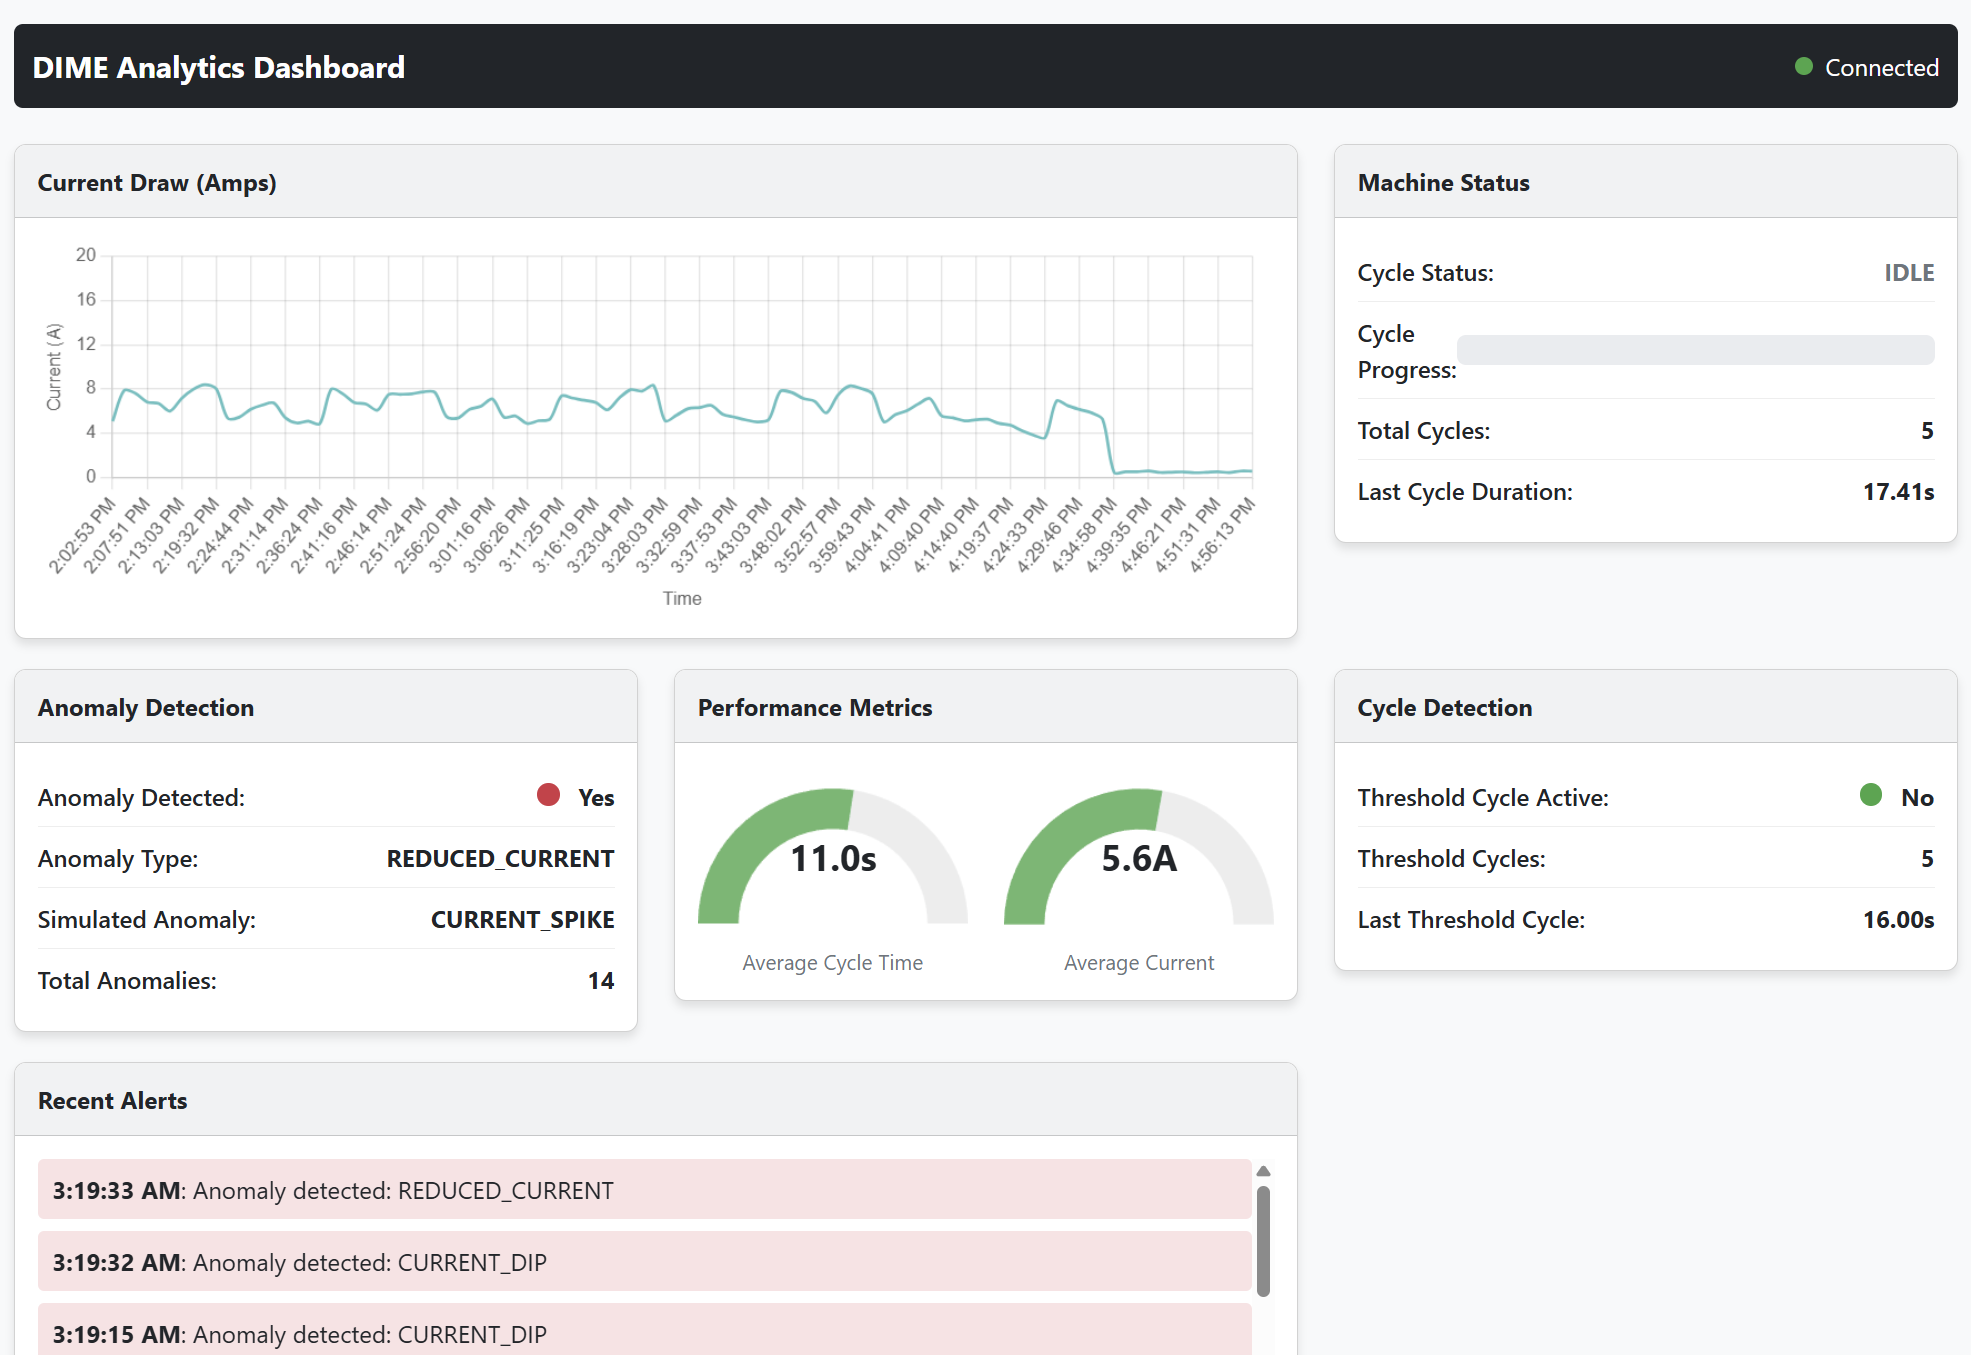 DIME Analytics Dashboard
Connected
Current Draw (Amps)
20
16
12
8
4
0
Current (A)
2:02:53 PM
2:07:51 PM
2:13:03 PM
2:19:32 PM
2:24:44 PM
2:31:14 PM
2:36:24 PM
2:41:16 PM
2:46:14 PM
2:51:24 PM
2:56:20 PM
3:01:16 PM
3:06:26 PM
3:11:25 PM
3:16:19 PM
3:23:04 PM
3:28:03 PM
3:32:59 PM
3:37:53 PM
3:43:03 PM
3:48:02 PM
3:52:57 PM
3:59:43 PM
4:04:41 PM
4:09:40 PM
4:14:40 PM
4:19:37 PM
4:24:33 PM
4:29:46 PM
4:34:58 PM
4:39:35 PM
4:46:21 PM
4:51:31 PM
4:56:13 PM
Time
Machine Status
Cycle Status: IDLE
Cycle
Progress:
Total Cycles: 5
Last Cycle Duration: 17.41s
Anomaly Detection
Anomaly Detected: Yes
Anomaly Type: REDUCED_CURRENT
Simulated Anomaly: CURRENT_SPIKE
Total Anomalies: 14
Performance Metrics
11.0s
Average Cycle Time
5.6A
Average Current
Cycle Detection
Threshold Cycle Active: No
Threshold Cycles: 5
Last Threshold Cycle: 16.00s
Recent Alerts
3:19:33 AM: Anomaly detected: REDUCED_CURRENT
3:19:32 AM: Anomaly detected: CURRENT_DIP
3:19:15 AM: Anomaly detected: CURRENT_DIP